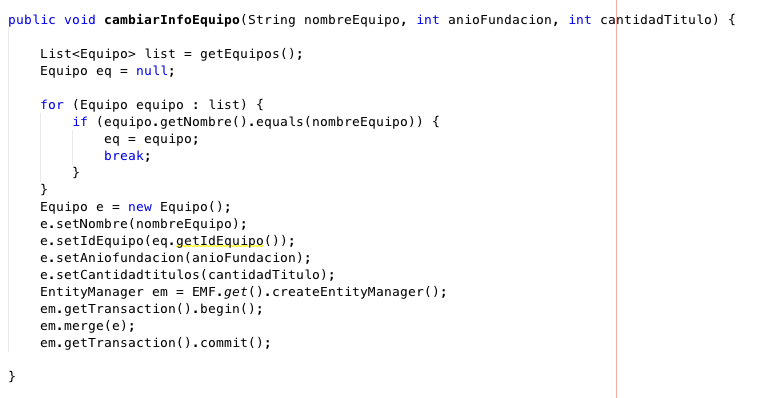 public void cambiarInfoEquipo(String nombreEquipo, int anioFundacion, int cantidadTitulo) {
List<Equipo> list = getEquipos();
Equipo eq = null;
for (Equipo equipo : list) {
if (equipo.getNombre().equals(nombreEquipo)) {
eq = equipo;
break;
}
}
Equipo e = new Equipo();
e.setNombre(nombreEquipo);
e.setIdEquipo(eq.getIdEquipo());
e.setAniofundacion(anioFundacion);
e.setCantidadtitulos(cantidadTitulo);
EntityManager em = EMF.get().createEntityManager();
em.getTransaction().begin();
em.merge(e);
em.getTransaction().commit();
}